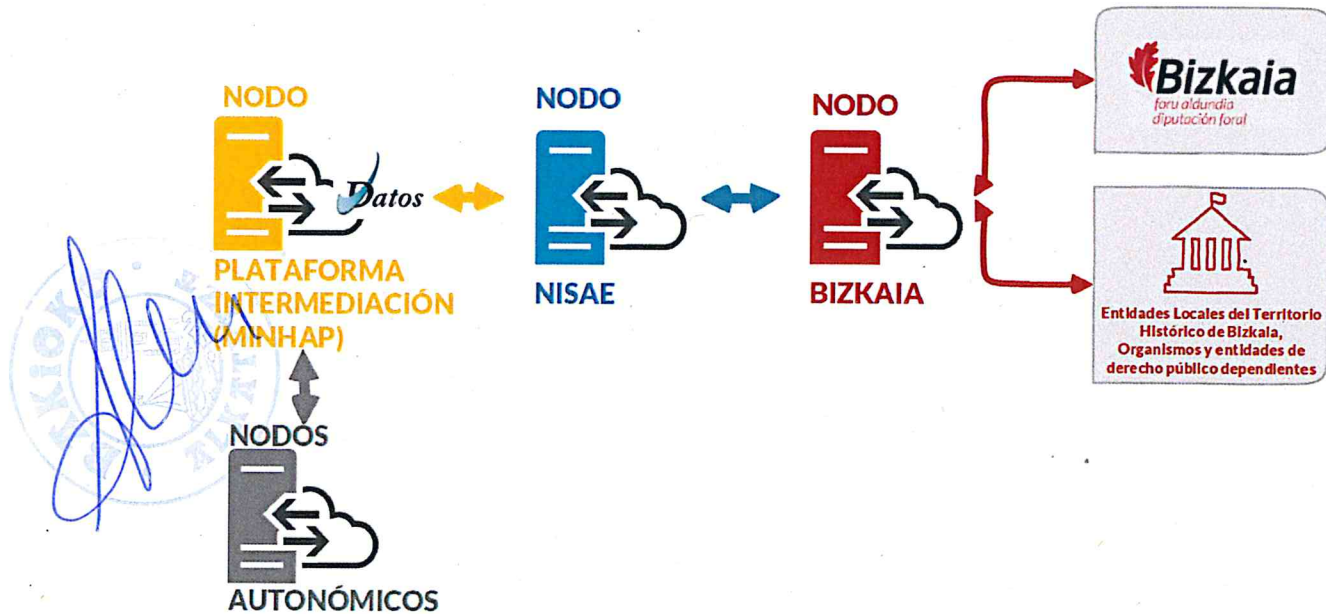 NODO
Datos
PLATAFORMA
INTERMEDIACIÓN
(MINHAP)
NODOS
AUTONÓMICOS
NODO
NISAE
NODO
BIZKAIA
Bizkaia
foru aldundia
diputación foral
Entidades Locales del Territorio
Histórico de Bizkaia,
Organismos y entidades de
derecho público dependientes